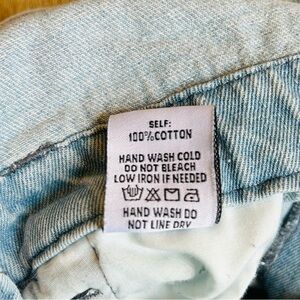 SELF:
100%COTTON
HAND WASH COLD
DO NOT BLEACH
LOW IRON IF NEEDED
HAND WASH DO
NOT LINE DRY